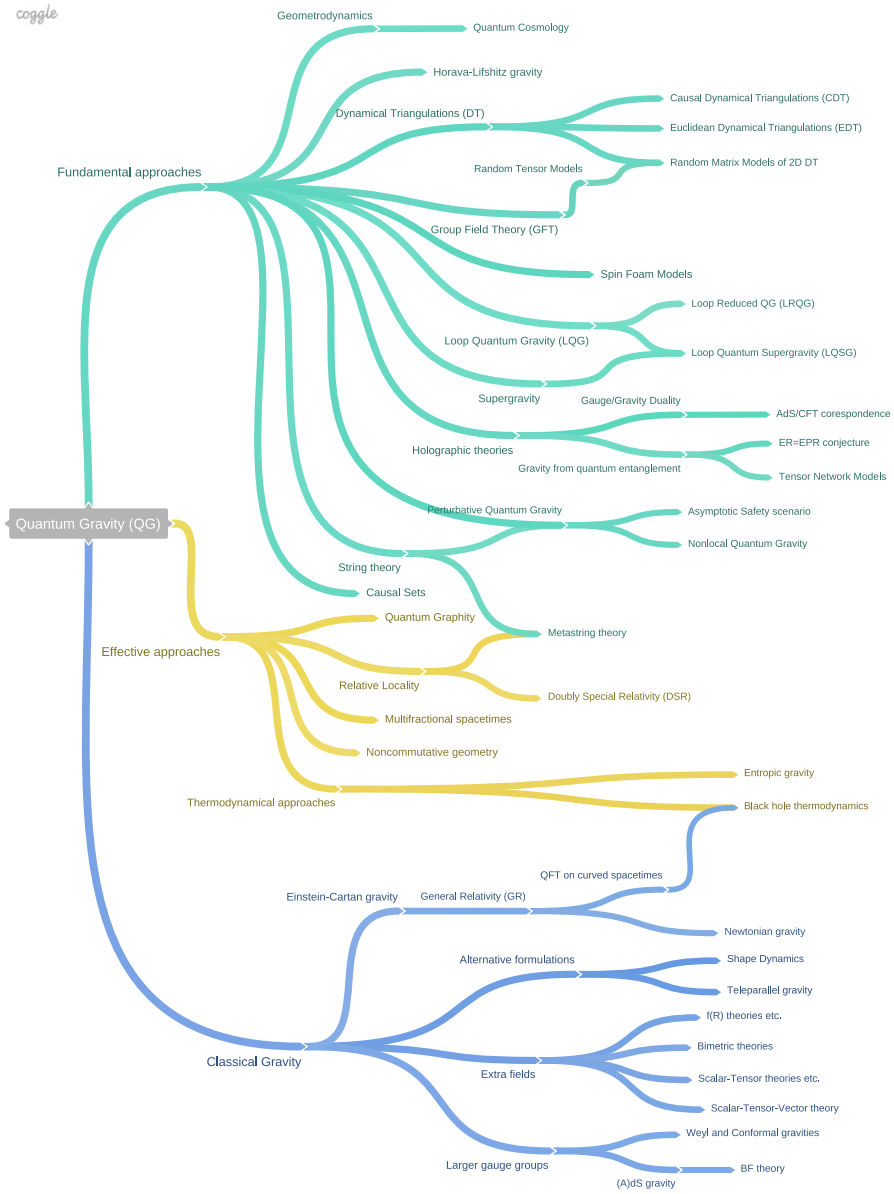 coggle
Geometrodynamics
Quantum Cosmology
Horava-Lifshitz gravity
Dynamical Triangulations (DT)
Causal Dynamical Triangulations (CDT)
Euclidean Dynamical Triangulations (EDT)
Random Matrix Models of 2D DT
Random Tensor Models
Fundamental approaches
Group Field Theory (GFT)
Spin Foam Models
Loop Reduced QG (LRQG)
Loop Quantum Gravity (LQG)
Loop Quantum Supergravity (LQSG)
Supergravity
Gauge/Gravity Duality
AdS/CFT corespondence
Holographic theories
ER=EPR conjecture
Gravity from quantum entanglement
Tensor Network Models
Perturbative Quantum Gravity
Asymptotic Safety scenario
Quantum Gravity (QG)
Nonlocal Quantum Gravity
String theory
Causal Sets
Quantum Graphity
Metastring theory
Effective approaches
Relative Locality
Doubly Special Relativity (DSR)
Multifractional spacetimes
Noncommutative geometry
Entropic gravity
Thermodynamical approaches
Black hole thermodynamics
QFT on curved spacetimes
Einstein-Cartan gravity
General Relativity (GR)
Newtonian gravity
Alternative formulations
Shape Dynamics
Teleparallel gravity
f(R) theories etc.
Bimetric theories
Classical Gravity
Extra fields
Scalar-Tensor theories etc.
Scalar-Tensor-Vector theory
Weyl and Conformal gravities
Larger gauge groups
BF theory
(A)dS gravity